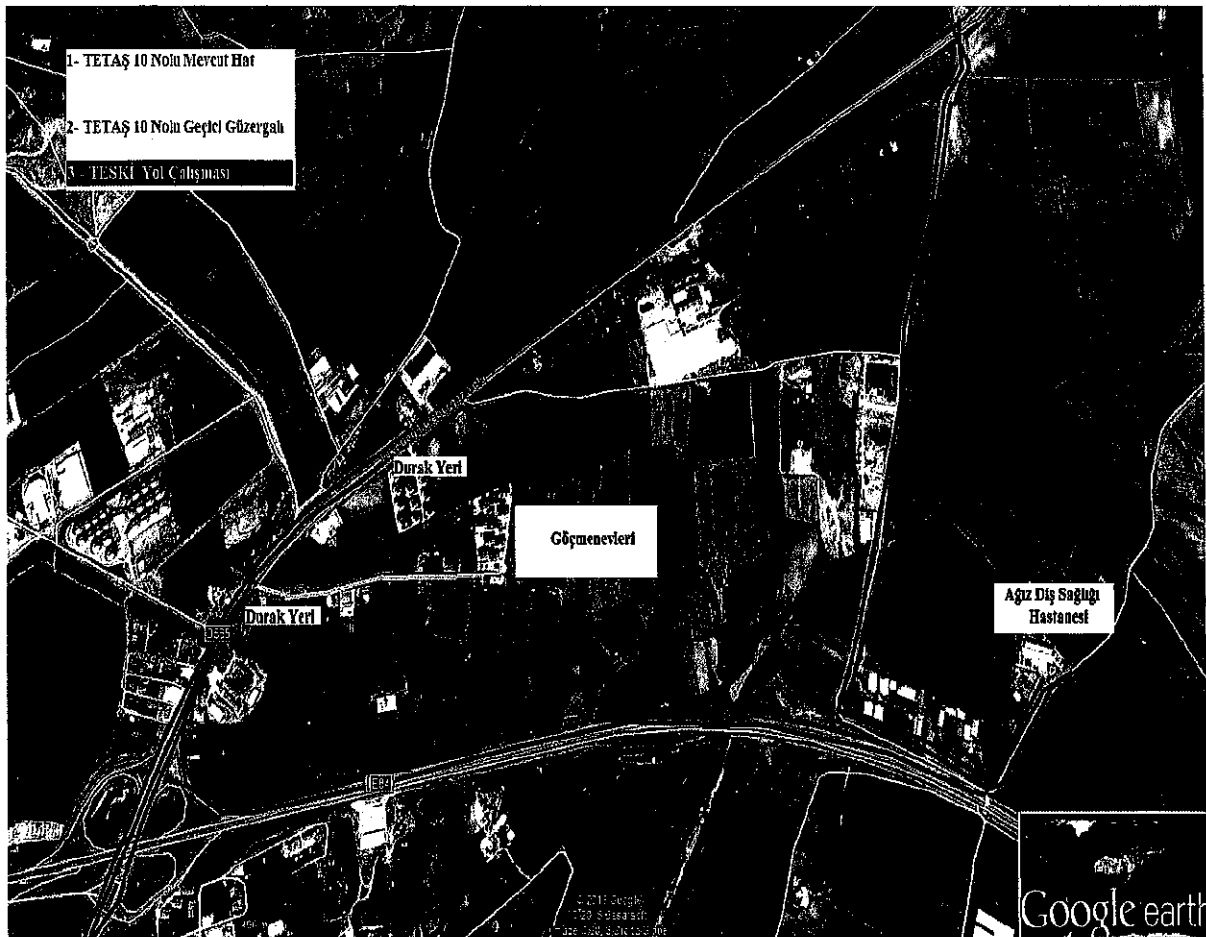 1- TETAŞ 10 Nolu Mevcut Hat
2- TETAŞ 10 Nolu Geçici Güzergah
3 - TESKİ Yol Çalışması
Durak Yeri
Göçmenevleri
Ağız Diş Sağlığı
Hastanesi
Durak Yeri
E84
Google earth